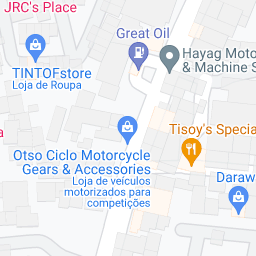 JRC's Place
Great Oil
Hayag Moto
& Machine S
TINTOFstore
Loja de Roupa
Tisoy's Specia
Otso Ciclo Motorcycle
Gears & Accessories
Loja de veículos
motorizados para
competições
Daraw
a